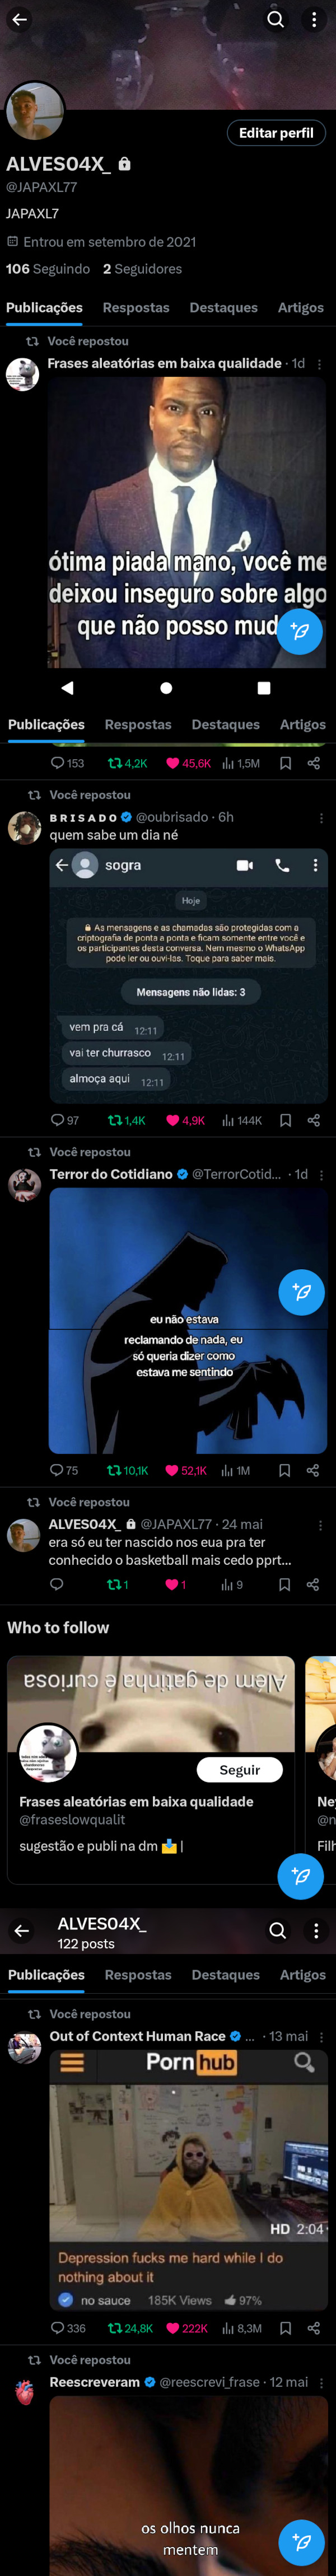 ALVES04X_
@JAPAXL77
Editar perfil
JAPAXL7
Entrou em setembro de 2021
106 Seguindo 2 Seguidores
Publicações Respostas Destaques Artigos
Você repostou
Frases aleatórias em baixa qualidade · 1d
ótima piada mano, você me
deixou inseguro sobre algo
que não posso mud
Publicações Respostas Destaques Artigos
153 4,2K 45,6K 1,5M
Você repostou
BRISADO @oubrisado · 6h
quem sabe um dia né
sogra
Hoje
As mensagens e as chamadas são protegidas com a
criptografia de ponta a ponta e ficam somente entre você e
os participantes desta conversa. Nem mesmo o WhatsApp
pode ler ou ouvi-las. Toque para saber mais.
Mensagens não lidas: 3
vem pra cá 12:11
vai ter churrasco 12:11
almoça aqui 12:11
97 1,4K 4,9K 144K
Você repostou
Terror do Cotidiano @TerrorCotid... · 1d
eu não estava
reclamando de nada, eu
só queria dizer como
estava me sentindo
75 10,1K 52,1K 1M
Você repostou
ALVES04X_ @JAPAXL77 · 24 mai
era só eu ter nascido nos eua pra ter
conhecido o basketball mais cedo pprt...
1 1 9
Who to follow
Além de gatinha é curiosa
Seguir
Frases aleatórias em baixa qualidade
@fraseslowqualit
sugestão e publi na dm 📩 |
Ne
@n
Filh
ALVES04X_
122 posts
Publicações Respostas Destaques Artigos
Você repostou
Out of Context Human Race ... · 13 mai
Pornhub
HD 2:04
Depression fucks me hard while I do
nothing about it
no sauce 185K Views 97%
336 24,8K 222K 8,3M
Você repostou
Reescreveram @reescrevi_frase · 12 mai
os olhos nunca
mentem